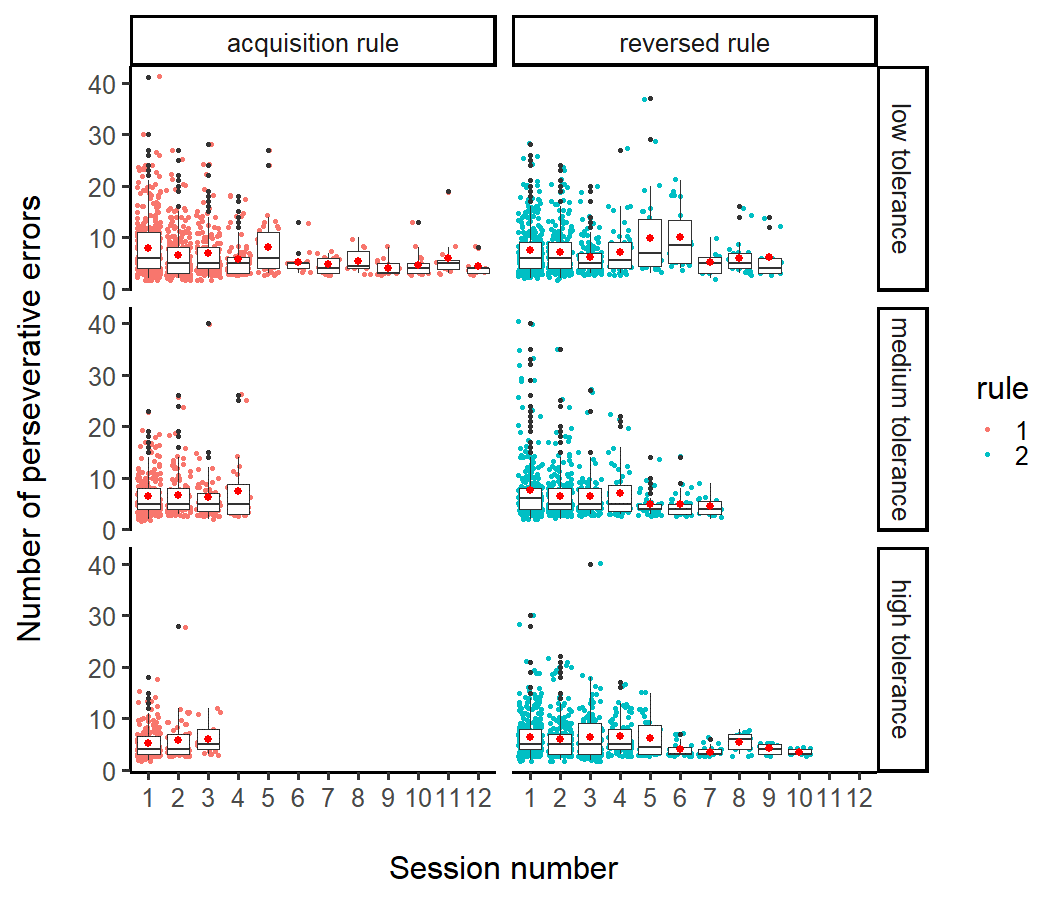 acquisition rule
reversed rule
40
30
20
10
0
low tolerance
40
30
20
10
0
medium tolerance
40
30
20
10
0
high tolerance
1 2 3 4 5 6 7 8 9 10 11 12
1 2 3 4 5 6 7 8 9 10 11 12
Session number
Number of perseverative errors
rule
1
2